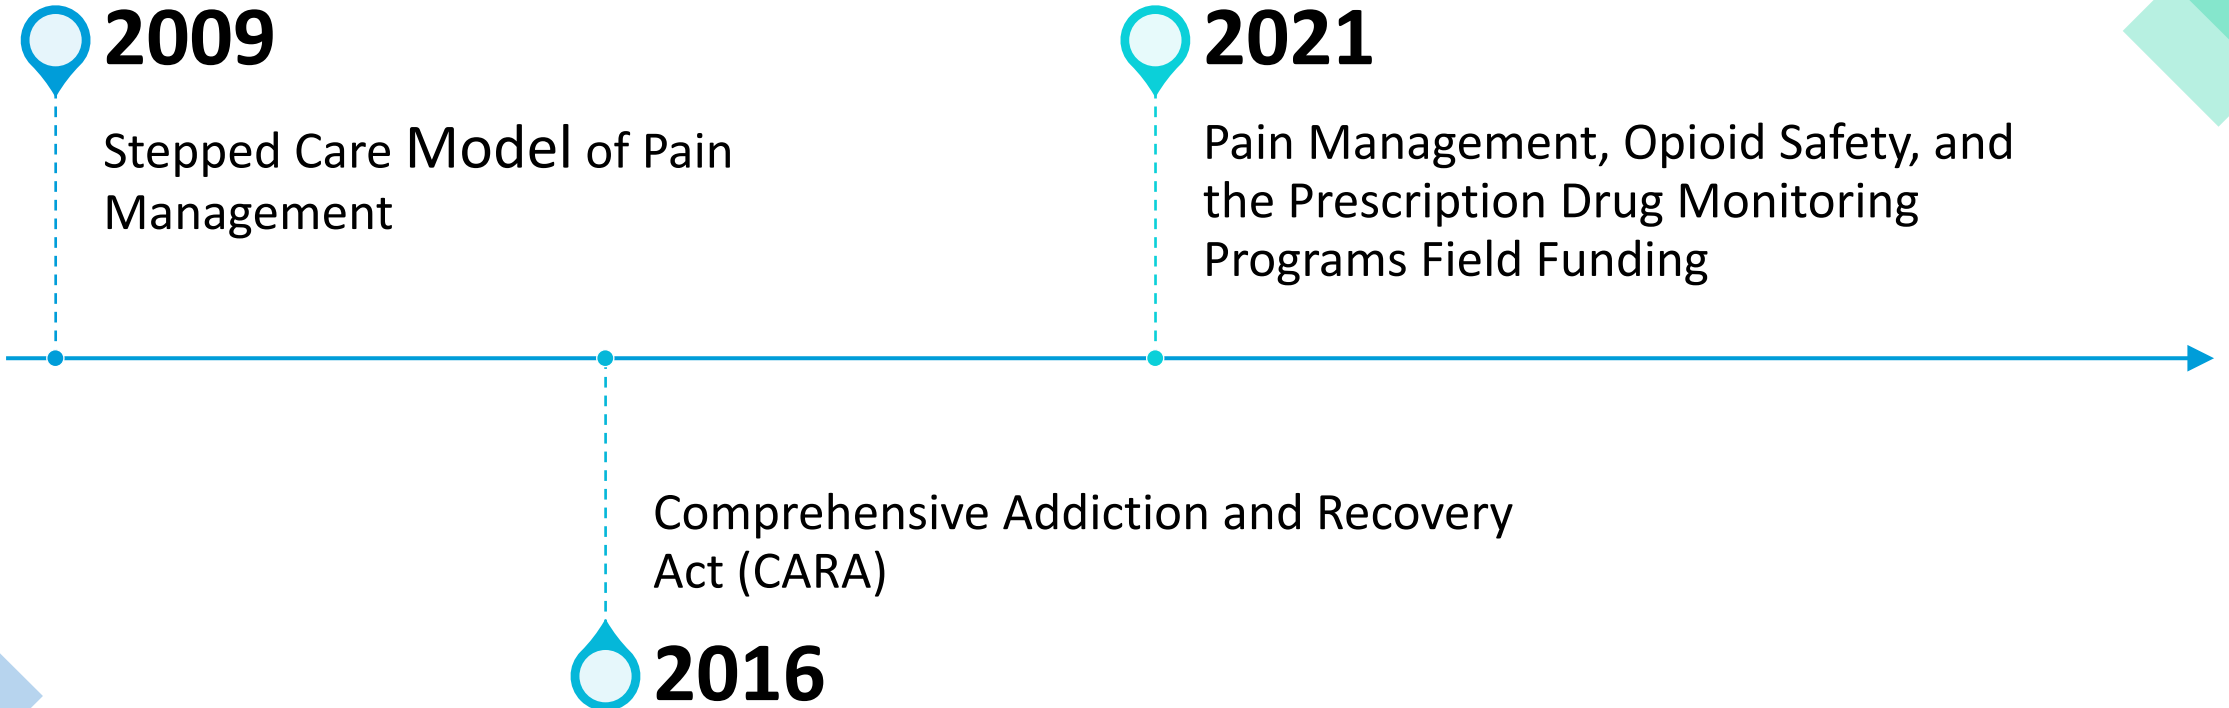 2009
Stepped Care Model of Pain
Management
2021
Pain Management, Opioid Safety, and
the Prescription Drug Monitoring
Programs Field Funding
Comprehensive Addiction and Recovery
Act (CARA)
2016